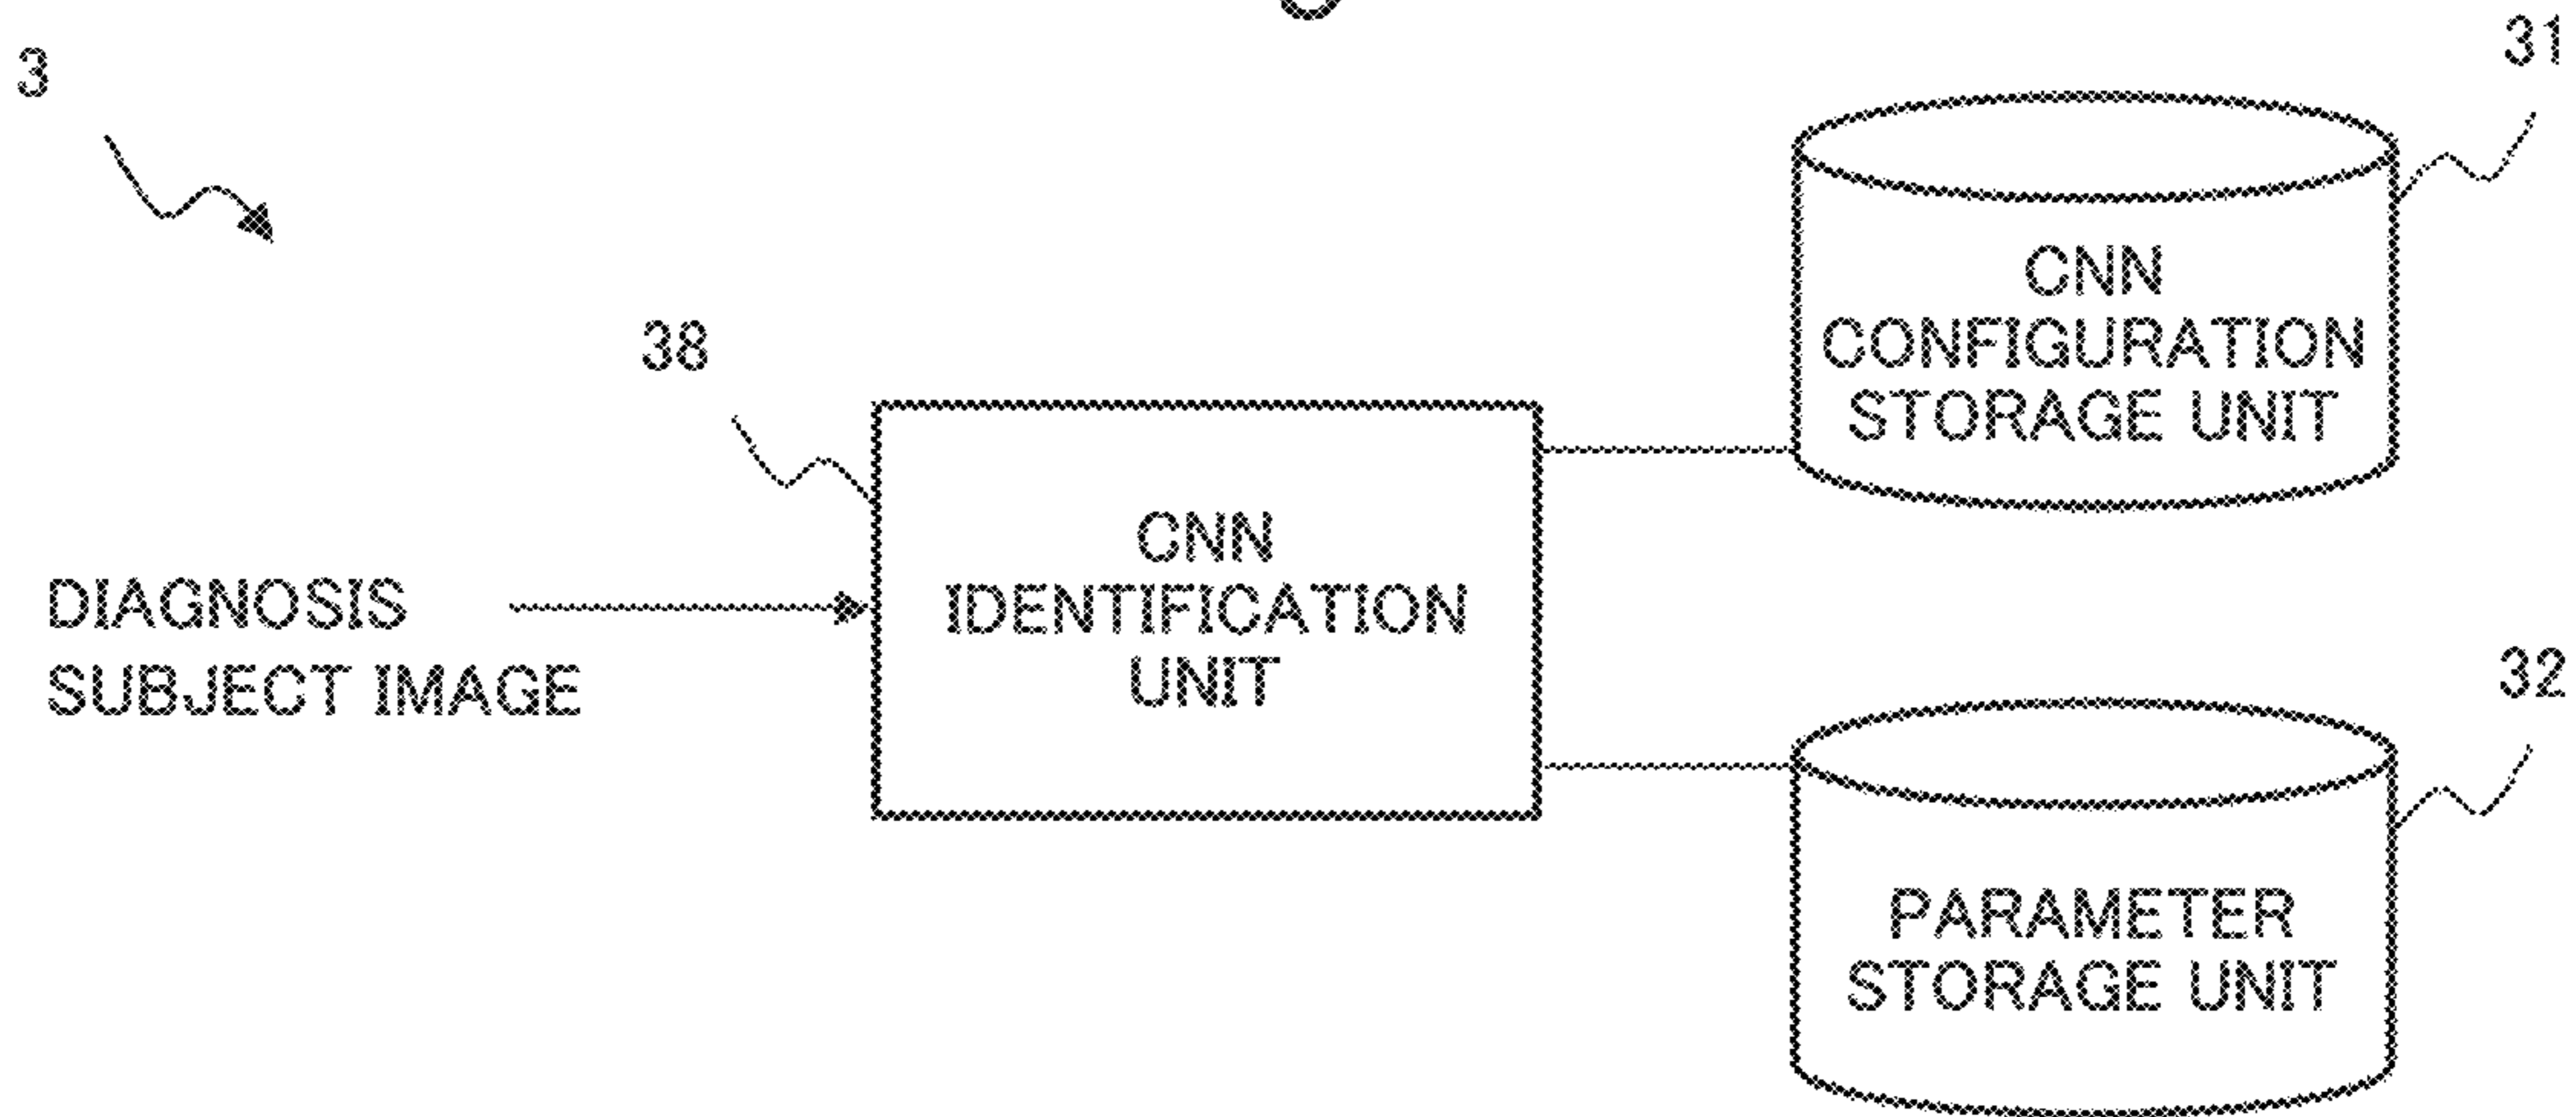 3
31
CNN
CONFIGURATION
STORAGE UNIT
38
CNN
IDENTIFICATION
UNIT
DIAGNOSIS
SUBJECT IMAGE
32
PARAMETER
STORAGE UNIT